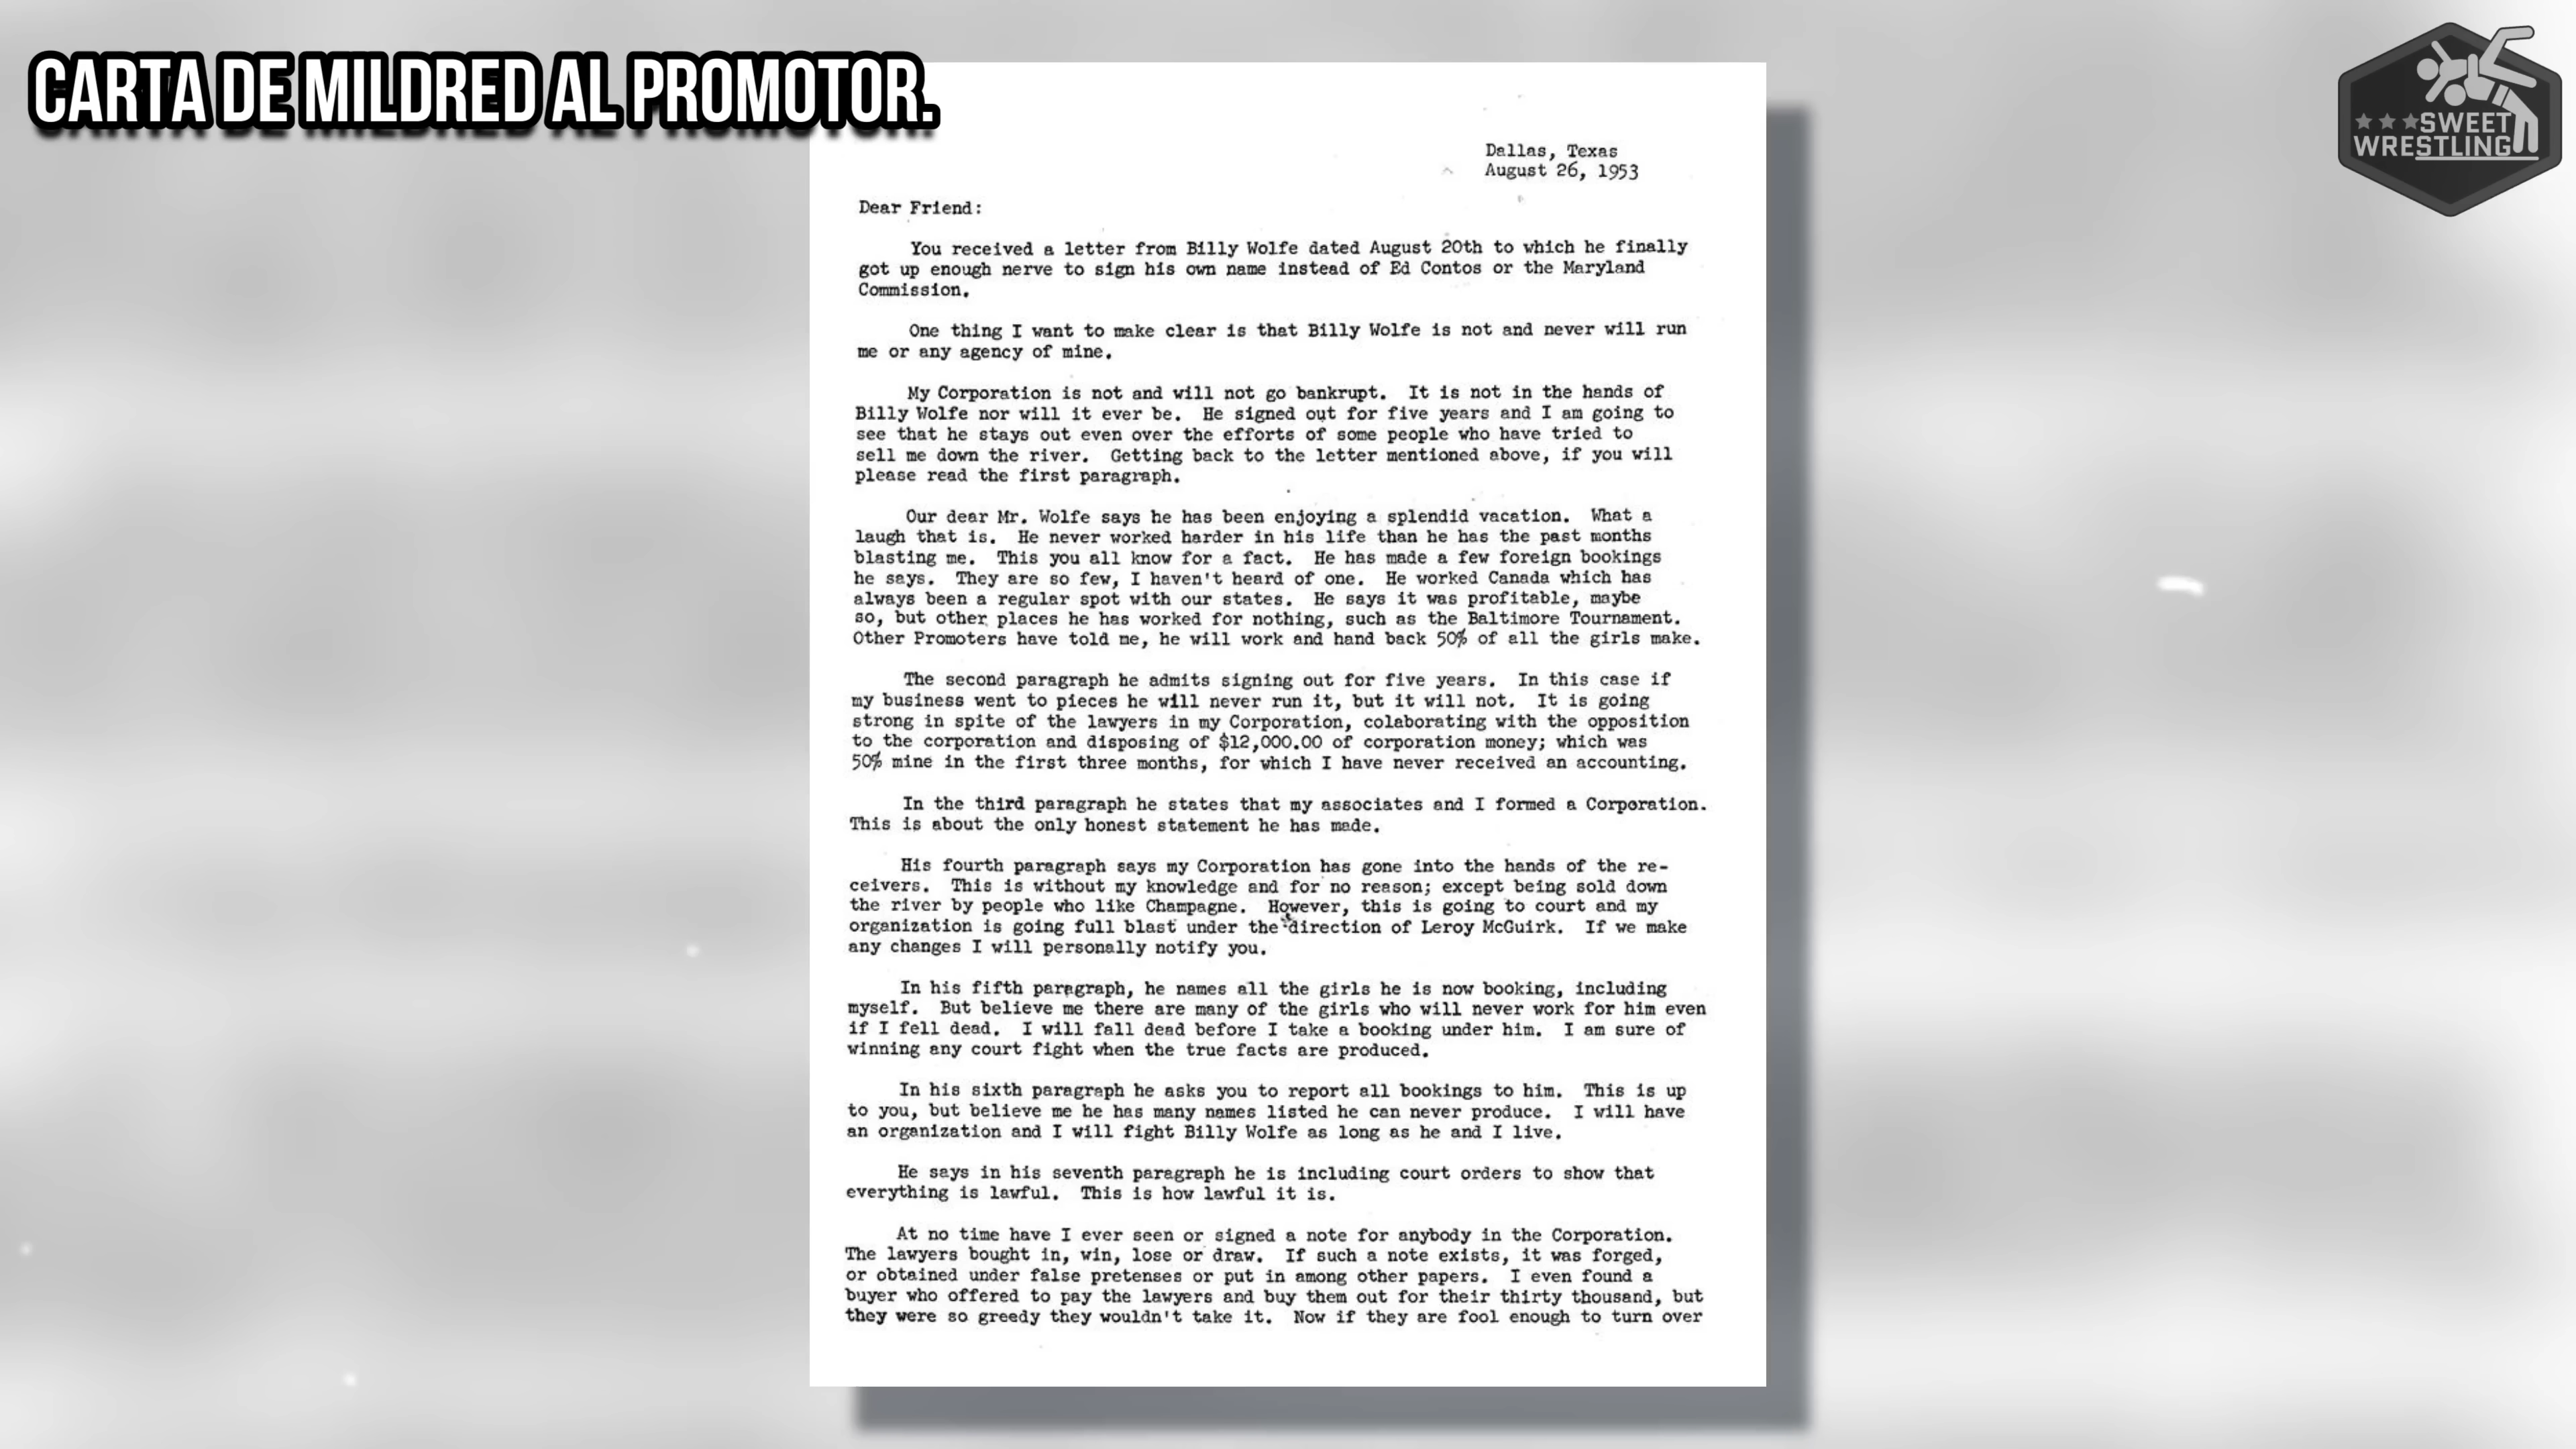 CARTA DE MILDRED AL PROMOTOR.
SWEET
WRESTLING
Dallas, Texas
August 26, 1953
Dear Friend:
You received a letter from Billy Wolfe dated August 20th to which he finally
got up enough nerve to sign his own name instead of Ed Contos or the Maryland
Commission.
One thing I want to make clear is that Billy Wolfe is not and never will run
me or any agency of mine.
My Corporation is not and will not go bankrupt. It is not in the hands of
Billy Wolfe nor will it ever be. He signed out for five years and I am going to
see that he stays out even over the efforts of some people who have tried to
sell me down the river. Getting back to the letter mentioned above, if you will
please read the first paragraph.
Our dear Mr. Wolfe says he has been enjoying a splendid vacation. What a
laugh that is. He never worked harder in his life than he has the past months
blasting me. This you all know for a fact. He has made a few foreign bookings
he says. They are so few, I haven't heard of one. He worked Canada which has
always been a regular spot with our states. He says it was profitable, maybe
so, but other places he has worked for nothing, such as the Baltimore Tournament.
Other Promoters have told me, he will work and hand back 50% of all the girls make.
The second paragraph he admits signing out for five years. In this case if
my business went to pieces he will never run it, but it will not. It is going
strong in spite of the lawyers in my Corporation, colaborating with the opposition
to the corporation and disposing of $12,000.00 of corporation money; which was
50% mine in the first three months, for which I have never received an accounting.
In the third paragraph he states that my associates and I formed a Corporation.
This is about the only honest statement he has made.
His fourth paragraph says my Corporation has gone into the hands of the re-
ceivers. This is without my knowledge and for no reason; except being sold down
the river by people who like Champagne. However, this is going to court and my
organization is going full blast under the direction of Leroy McGuirk. If we make
any changes I will personally notify you.
In his fifth paragraph, he names all the girls he is now booking, including
myself. But believe me there are many of the girls who will never work for him even
if I fell dead. I will fall dead before I take a booking under him. I am sure of
winning any court fight when the true facts are produced.
In his sixth paragraph he asks you to report all bookings to him. This is up
to you, but believe me he has many names listed he can never produce. I will have
an organization and I will fight Billy Wolfe as long as he and I live.
He says in his seventh paragraph he is including court orders to show that
everything is lawful. This is how lawful it is.
At no time have I ever seen or signed a note for anybody in the Corporation.
The lawyers bought in, win, lose or draw. If such a note exists, it was forged,
or obtained under false pretenses or put in among other papers. I even found a
buyer who offered to pay the lawyers and buy them out for their thirty thousand, but
they were so greedy they wouldn't take it. Now if they are fool enough to turn over